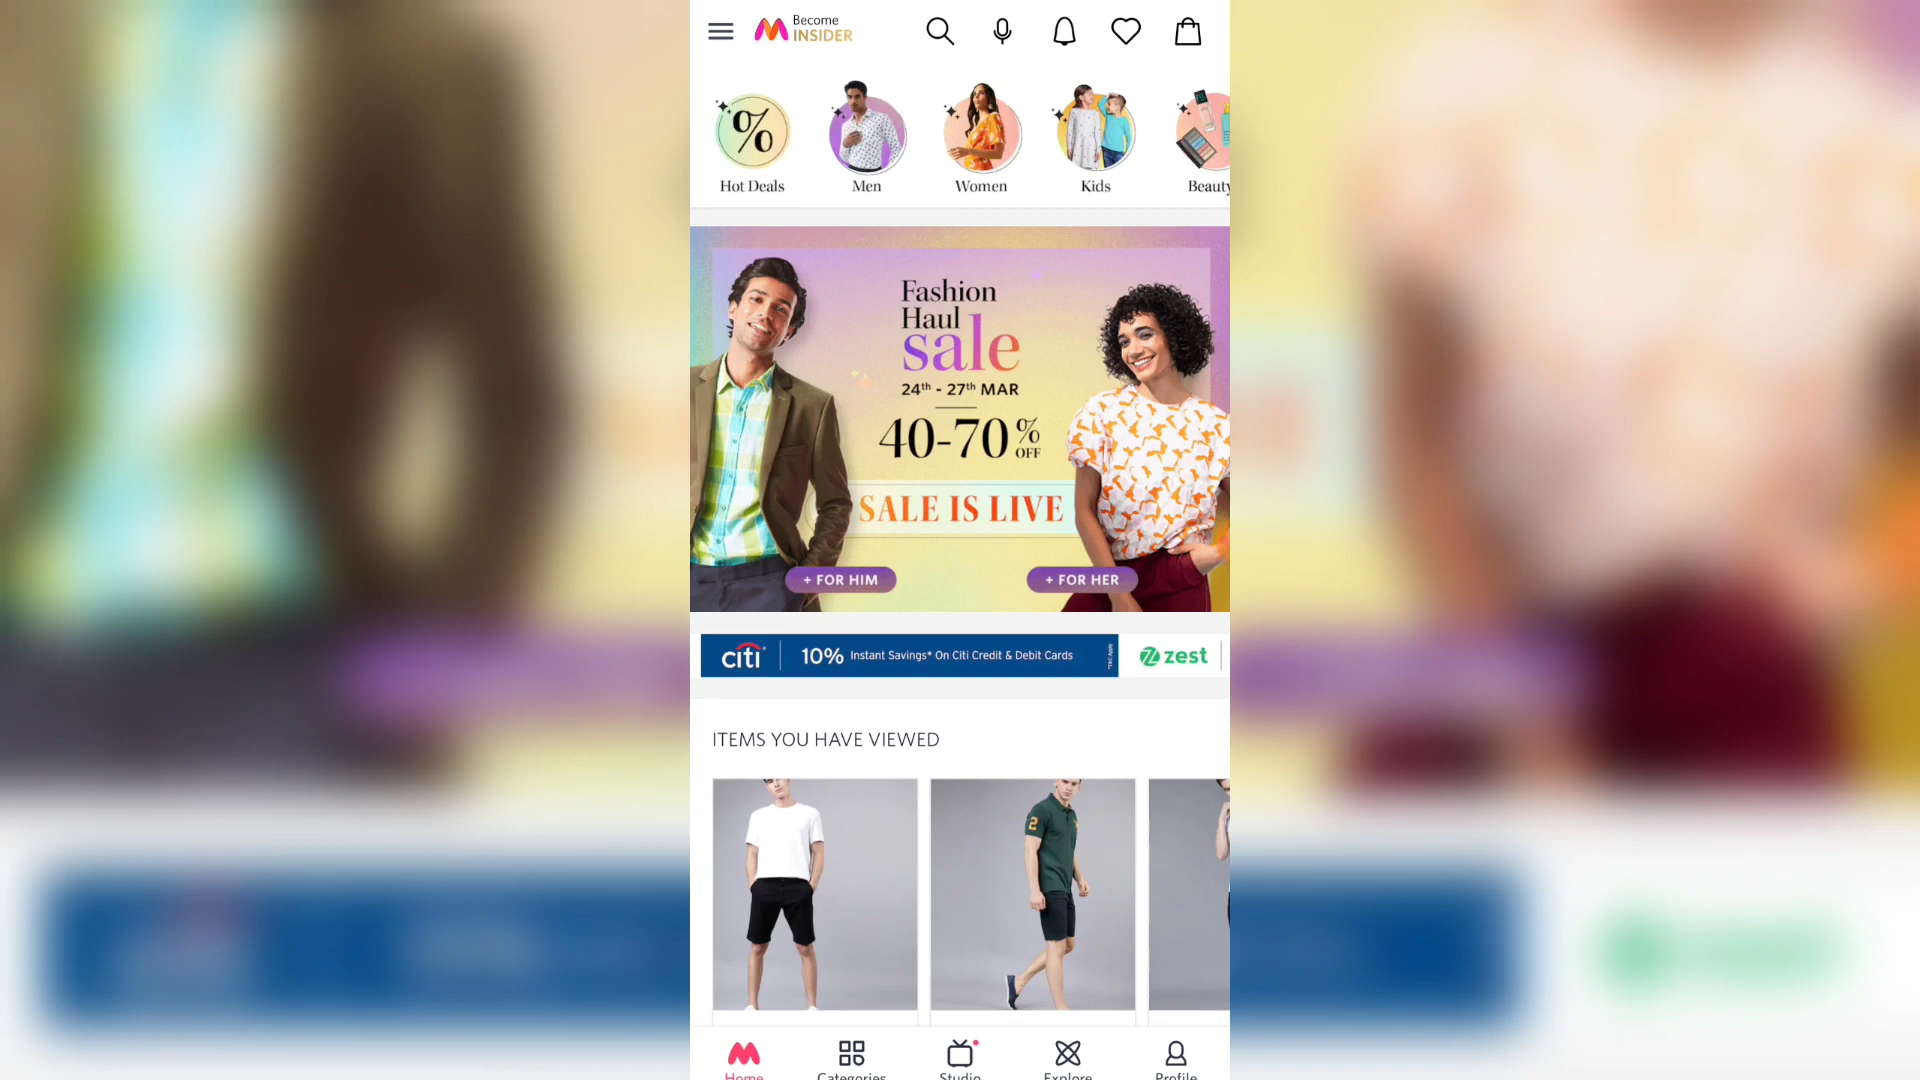 Become
INSIDER
%
Hot Deals
Men
Women
Kids
Beauty
Fashion
Haul
sale
24th - 27th MAR
40-70% OFF
SALE IS LIVE
+ FOR HIM
+ FOR HER
citi
10% Instant Savings* On Citi Credit & Debit Cards
*T&C Apply
zest
ITEMS YOU HAVE VIEWED
2
Home
Categories
Studio
Explore
Profile